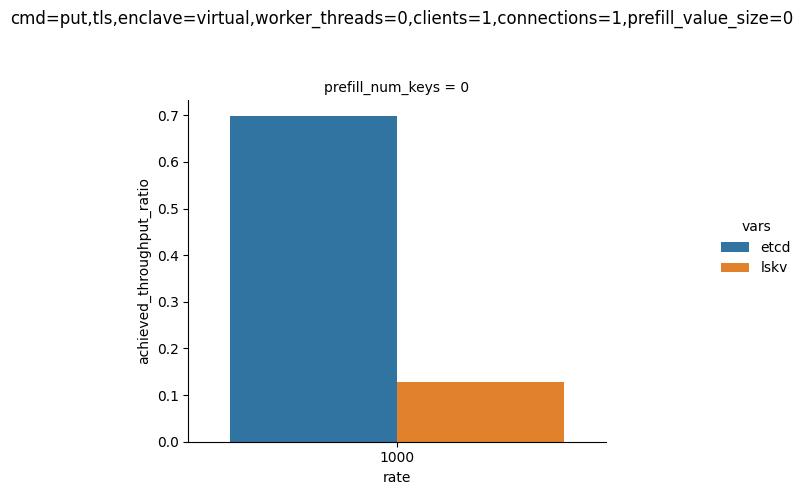 cmd=put,tls,enclave=virtual,worker_threads=0,clients=1,connections=1,prefill_value_size=0
prefill_num_keys = 0
achieved_throughput_ratio
0.7
0.6
0.5
0.4
0.3
0.2
0.1
0.0
1000
rate
vars
etcd
lskv